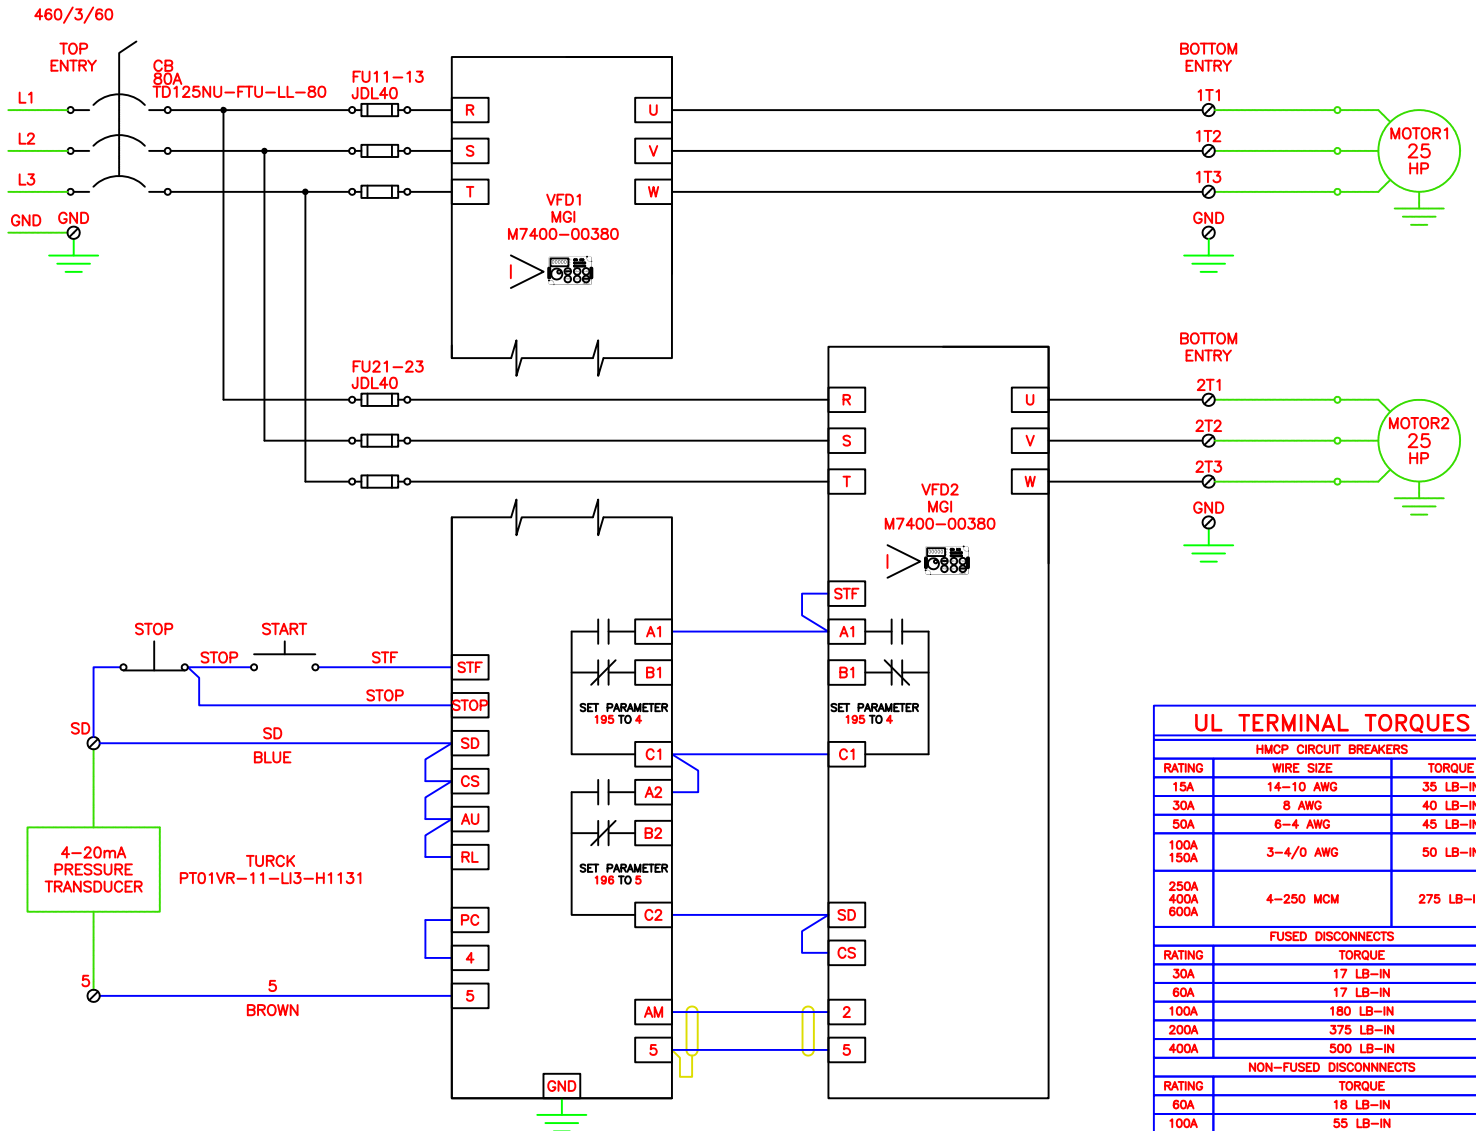 460/3/60
TOP
ENTRY
CB
80A
TD125NU-FTU-LL-80
FU11-13
JDL40
L1
L2
L3
GND
GND
R
S
T
U
V
W
VFD1
MGI
M7400-00380
BOTTOM
ENTRY
1T1
1T2
1T3
GND
MOTOR1
25
HP
FU21-23
JDL40
R
S
T
U
V
W
VFD2
MGI
M7400-00380
BOTTOM
ENTRY
2T1
2T2
2T3
GND
MOTOR2
25
HP
STOP
START
STOP
STF
STOP
SD
SD
BLUE
STF
STOP
SD
CS
AU
RL
PC
4
5
4-20mA
PRESSURE
TRANSDUCER
TURCK
PT01VR-11-LI3-H1131
5
5
BROWN
A1
B1
SET PARAMETER
195 TO 4
C1
A2
B2
SET PARAMETER
196 TO 5
C2
AM
5
GND
STF
A1
B1
SET PARAMETER
195 TO 4
C1
SD
CS
2
5
UL TERMINAL TORQUES
HMCP CIRCUIT BREAKERS
RATING WIRE SIZE TORQUE
15A 14-10 AWG 35 LB-IN
30A 8 AWG 40 LB-IN
50A 6-4 AWG 45 LB-IN
100A
150A
3-4/0 AWG 50 LB-IN
250A
400A
600A
4-250 MCM 275 LB-I
FUSED DISCONNECTS
RATING TORQUE
30A 17 LB-IN
60A 17 LB-IN
100A 180 LB-IN
200A 375 LB-IN
400A 500 LB-IN
NON-FUSED DISCONNNECTS
RATING TORQUE
60A 18 LB-IN
100A 55 LB-IN